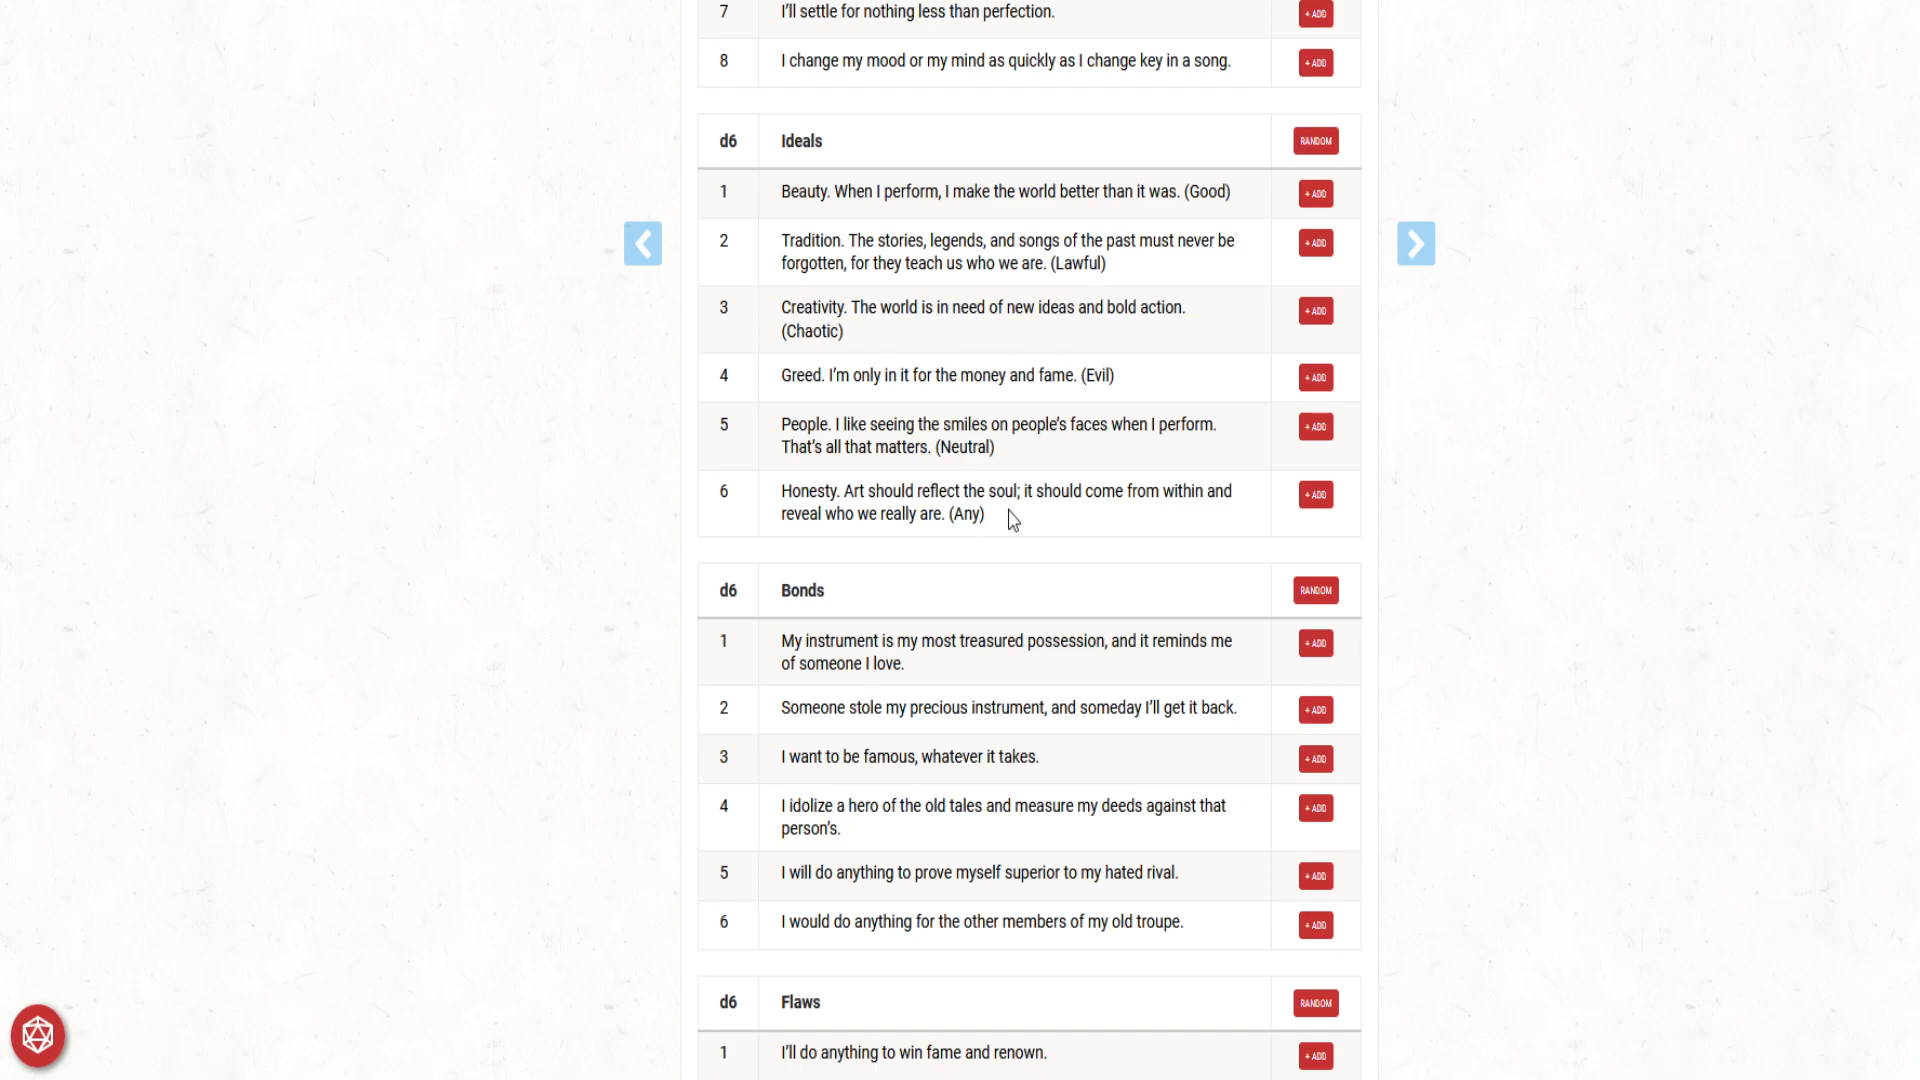 7 I’ll settle for nothing less than perfection. + ADD
8 I change my mood or my mind as quickly as I change key in a song. + ADD
d6 Ideals RANDOM
1 Beauty. When I perform, I make the world better than it was. (Good) + ADD
2 Tradition. The stories, legends, and songs of the past must never be + ADD
forgotten, for they teach us who we are. (Lawful)
3 Creativity. The world is in need of new ideas and bold action. + ADD
(Chaotic)
4 Greed. I’m only in it for the money and fame. (Evil) + ADD
5 People. I like seeing the smiles on people’s faces when I perform. + ADD
That’s all that matters. (Neutral)
6 Honesty. Art should reflect the soul; it should come from within and + ADD
reveal who we really are. (Any)
d6 Bonds RANDOM
1 My instrument is my most treasured possession, and it reminds me + ADD
of someone I love.
2 Someone stole my precious instrument, and someday I’ll get it back. + ADD
3 I want to be famous, whatever it takes. + ADD
4 I idolize a hero of the old tales and measure my deeds against that + ADD
person’s.
5 I will do anything to prove myself superior to my hated rival. + ADD
6 I would do anything for the other members of my old troupe. + ADD
d6 Flaws RANDOM
1 I’ll do anything to win fame and renown. + ADD